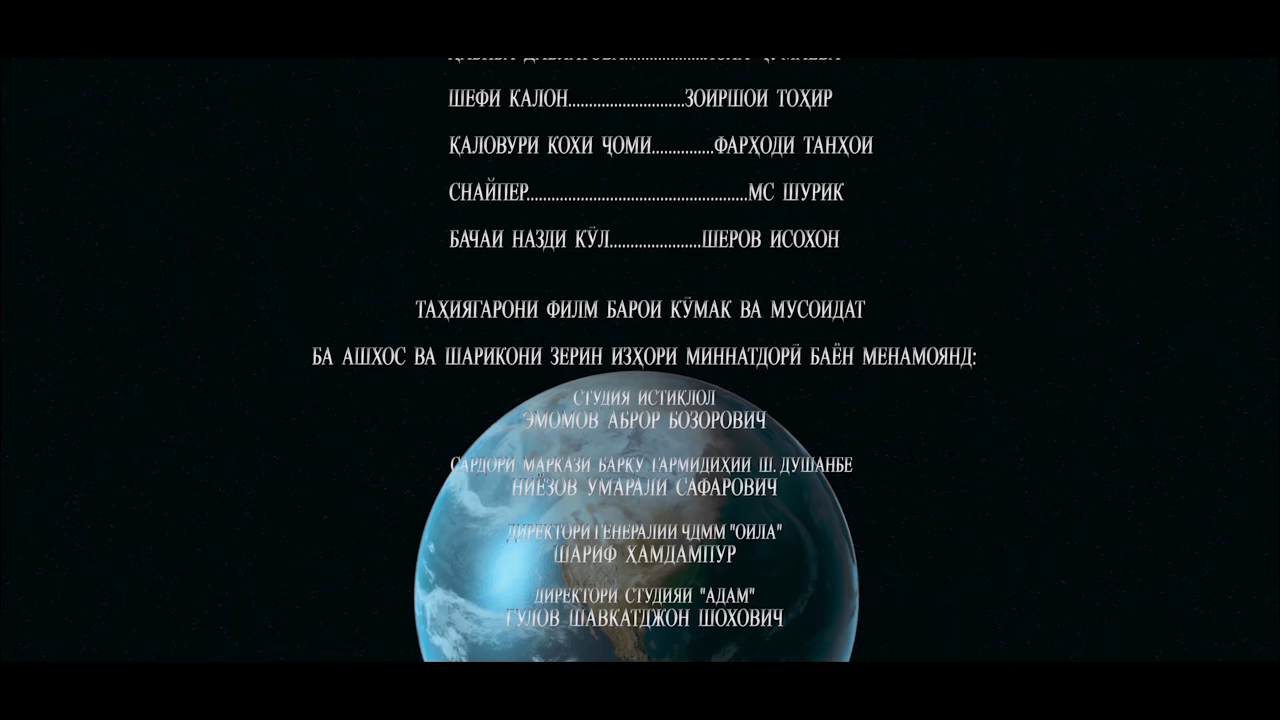 ШЕФИ КАЛОН............................ЗОИРШОИ ТОҲИР
ҚАЛОВУРИ КОХИ ҶОМИ...............ФАРҲОДИ ТАНҲОИ
СНАЙПЕР.....................................................МС ШУРИК
БАЧАИ НАЗДИ КӮЛ......................ШЕРОВ ИСОХОН
ТАҲИЯГАРОНИ ФИЛМ БАРОИ КӮМАК ВА МУСОИДАТ
БА АШХОС ВА ШАРИКОНИ ЗЕРИН ИЗҲОРИ МИННАТДОРӢ БАЁН МЕНАМОЯНД:
СТУДИЯ ИСТИҚЛОЛ
ЭМОМОВ АБРОР БОЗОРОВИЧ
САРДОРИ МАРКАЗИ БАРҚУ ГАРМИДИҲИИ Ш. ДУШАНБЕ
НИЁЗОВ УМАРАЛИ САФАРОВИЧ
ДИРЕКТОРИ ГЕНЕРАЛИИ ҶДММ "ОИЛА"
ШАРИФ ҲАМДАМПУР
ДИРЕКТОРИ СТУДИЯИ "АДАМ"
ГУЛОВ ШАВКАТДЖОН ШОХОВИЧ